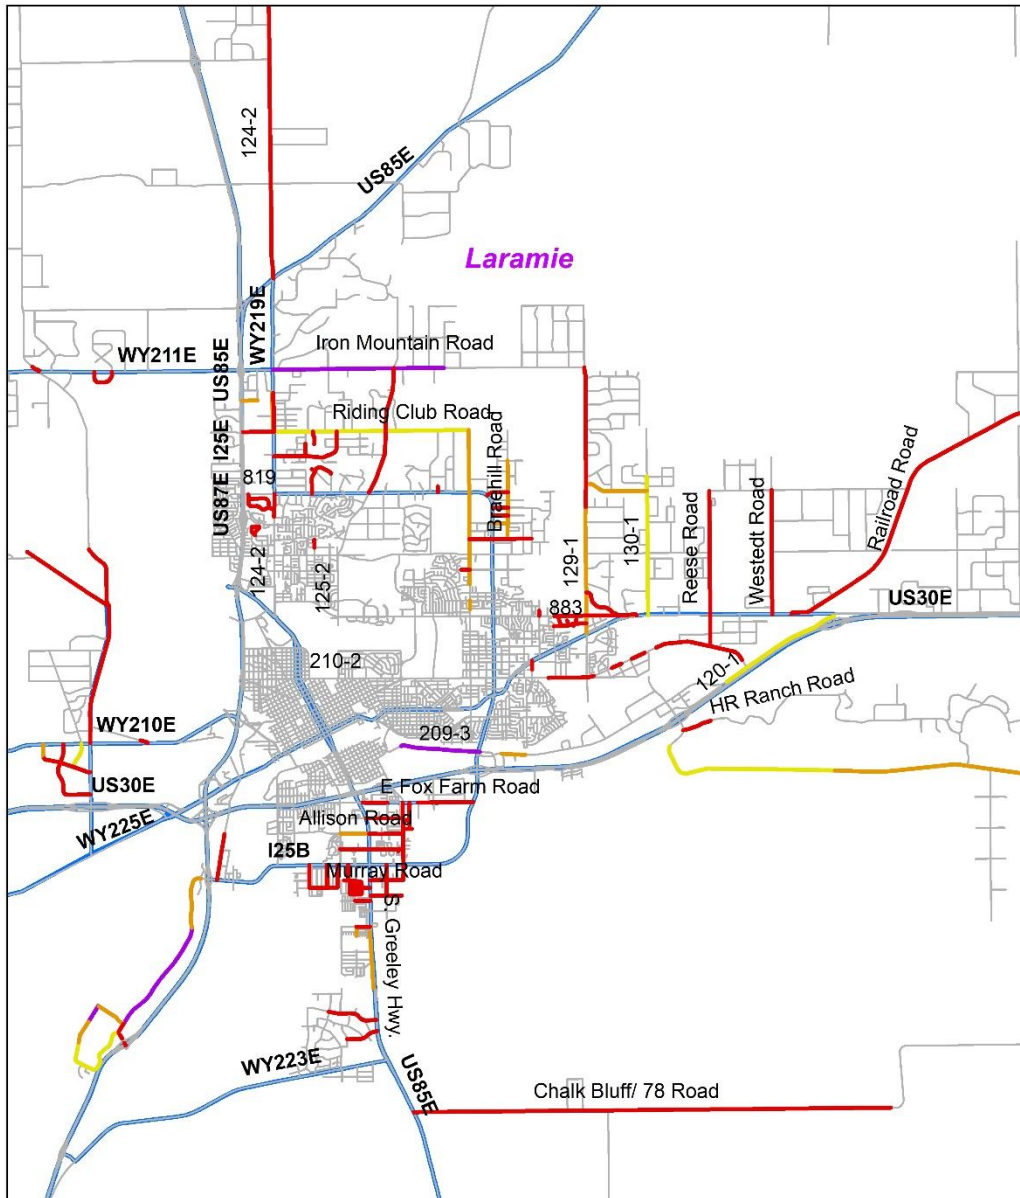 124-2
US85E
Laramie
WY219E
Iron Mountain Road
WY211E
US85E
Riding Club Road
I25E
Braehill Road
819
US87E
Railroad Road
124-2
125-2
129-1
130-1
Reese Road
Westedt Road
883
US30E
210-2
120-1
HR Ranch Road
WY210E
209-3
US30E
E Fox Farm Road
WY225E
Allison Road
I25B
Murray Road
S. Greeley Hwy.
WY223E
US85E
Chalk Bluff/ 78 Road